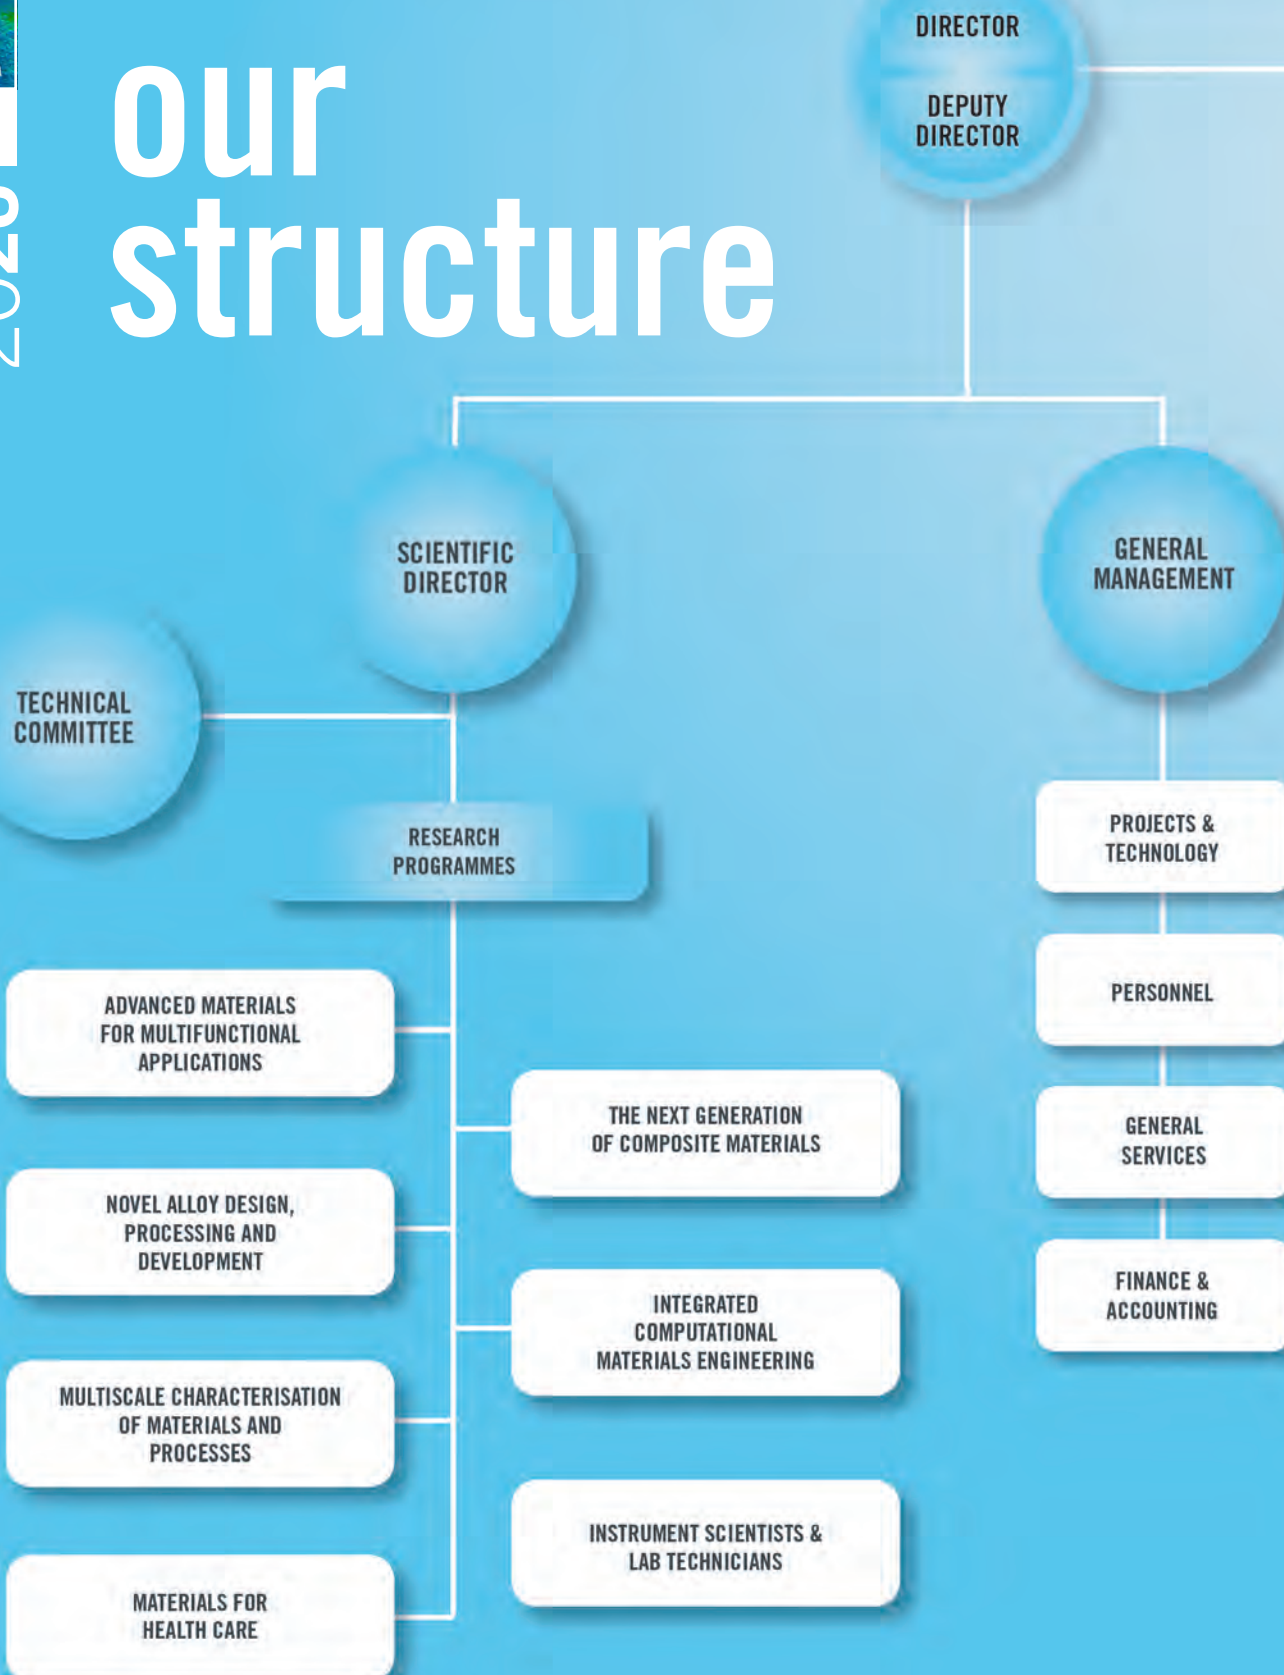 our
structure
DIRECTOR
DEPUTY
DIRECTOR
SCIENTIFIC
DIRECTOR
GENERAL
MANAGEMENT
TECHNICAL
COMMITTEE
RESEARCH
PROGRAMMES
PROJECTS &
TECHNOLOGY
PERSONNEL
GENERAL
SERVICES
FINANCE &
ACCOUNTING
ADVANCED MATERIALS
FOR MULTIFUNCTIONAL
APPLICATIONS
THE NEXT GENERATION
OF COMPOSITE MATERIALS
NOVEL ALLOY DESIGN,
PROCESSING AND
DEVELOPMENT
INTEGRATED
COMPUTATIONAL
MATERIALS ENGINEERING
MULTISCALE CHARACTERISATION
OF MATERIALS AND
PROCESSES
INSTRUMENT SCIENTISTS &
LAB TECHNICIANS
MATERIALS FOR
HEALTH CARE